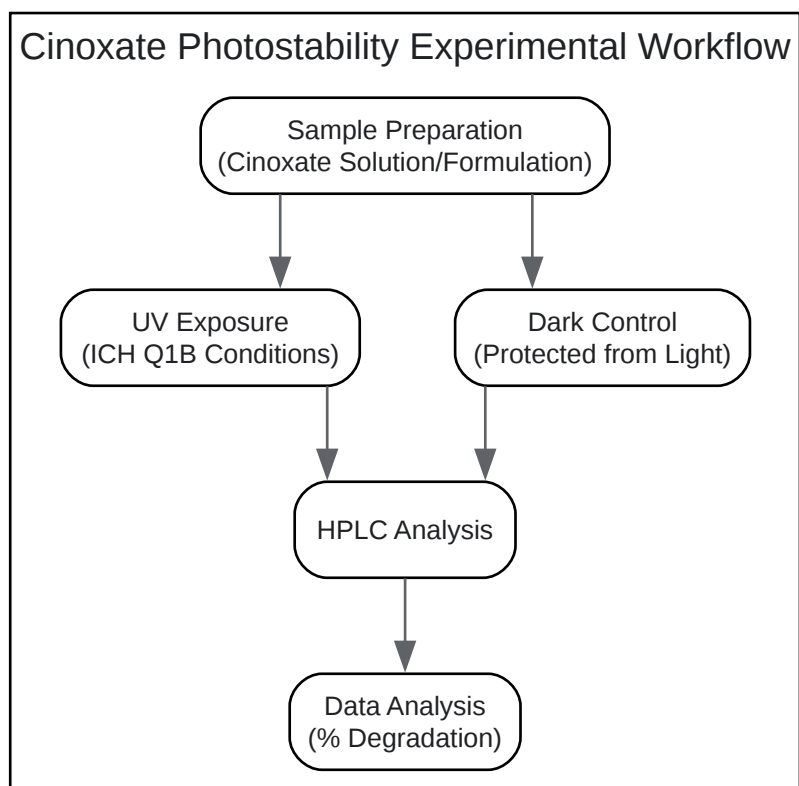 Cinoxate Photostability Experimental Workflow
Sample Preparation
(Cinoxate Solution/Formulation)
UV Exposure
(ICH Q1B Conditions)
Dark Control
(Protected from Light)
HPLC Analysis
Data Analysis
(% Degradation)